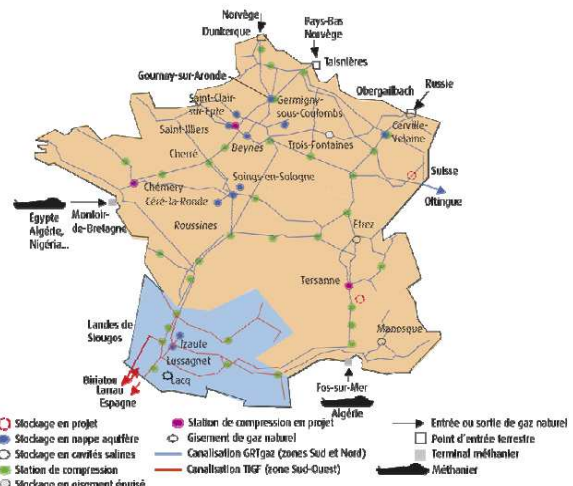 Norvège
Dunkerque
Pays-Bas
Norvège
Taisnières
Gournay-sur-Aronde
Obergailbach
Russie
Saint-Clair-
sur-Epte
Germigny-
sous-Coulombs
Saint-Illiers
Beynes
Trois-Fontaines
Cerville-
Velaine
Cherré
Suisse
Soings-en-Sologne
Chémery
Céré-la-Ronde
Oltingue
Egypte
Algérie,
Nigéria...
Montoir-
de-Bretagne
Roussines
Etrez
Tersanne
Landes de
Siougos
Izaute
Lussagnet
Manosque
Biriatou
Larrau
Espagne
Lacq
Fos-sur-Mer
Algérie
Stockage en projet
Stockage en nappe aquifère
Stockage en cavités salines
Station de compression
Stockage en gisement épuisé
Station de compression en projet
Gisement de gaz naturel
Canalisation GRTgaz (zones Sud et Nord)
Canalisation TIGF (zone Sud-Ouest)
Entrée ou sortie de gaz naturel
Point d'entrée terrestre
Terminal méthanier
Méthanier